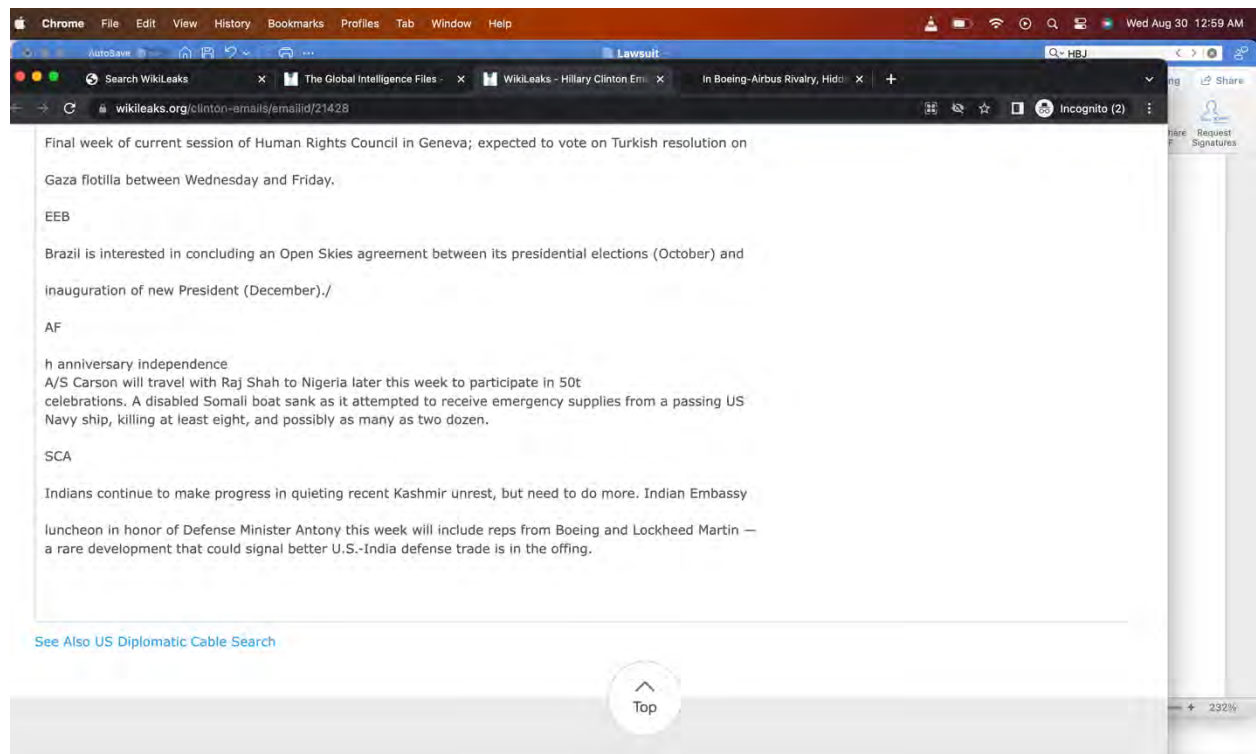 Chrome File Edit View History Bookmarks Profiles Tab Window Help Wed Aug 30 12:59 AM
AutoSave Lawsuit HBJ
Search WikiLeaks The Global Intelligence Files - WikiLeaks - Hillary Clinton Em In Boeing-Airbus Rivalry, Hidd ng Share
wikileaks.org/clinton-emails/emailid/21428 Incognito (2)
hare Request
F Signatures
Final week of current session of Human Rights Council in Geneva; expected to vote on Turkish resolution on
Gaza flotilla between Wednesday and Friday.
EEB
Brazil is interested in concluding an Open Skies agreement between its presidential elections (October) and
inauguration of new President (December)./
AF
h anniversary independence
A/S Carson will travel with Raj Shah to Nigeria later this week to participate in 50t
celebrations. A disabled Somali boat sank as it attempted to receive emergency supplies from a passing US
Navy ship, killing at least eight, and possibly as many as two dozen.
SCA
Indians continue to make progress in quieting recent Kashmir unrest, but need to do more. Indian Embassy
luncheon in honor of Defense Minister Antony this week will include reps from Boeing and Lockheed Martin —
a rare development that could signal better U.S.-India defense trade is in the offing.
See Also US Diplomatic Cable Search
Top
232%